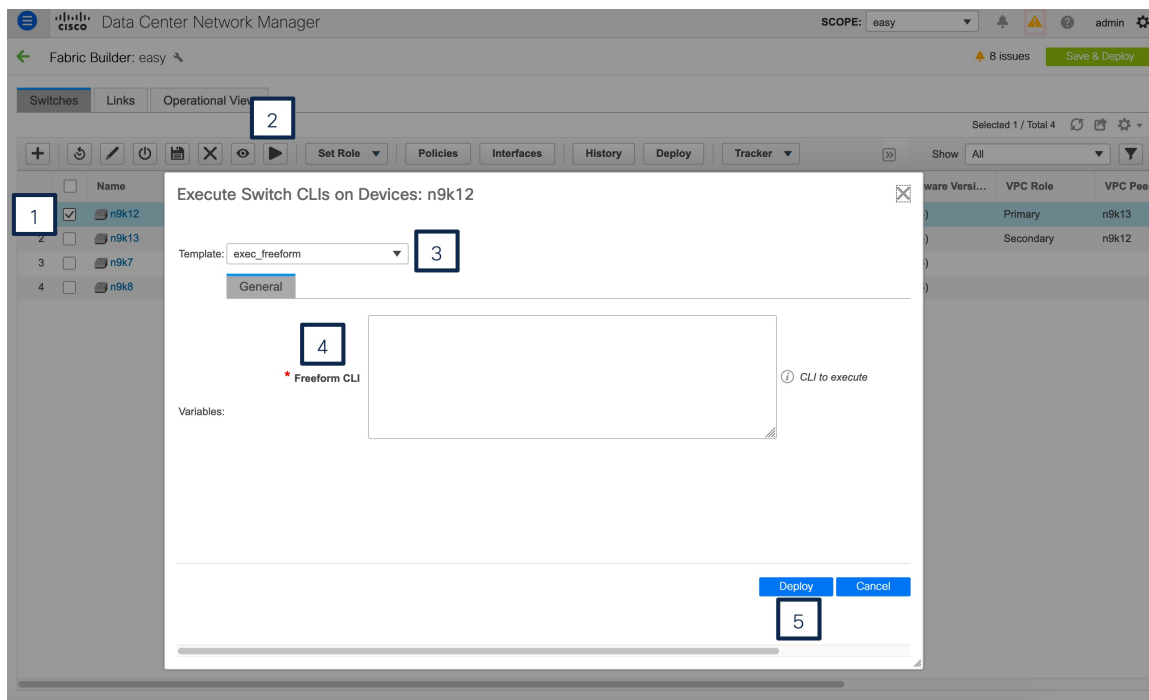 cisco Data Center Network Manager SCOPE: easy admin
Fabric Builder: easy 8 issues Save & Deploy
Switches Links Operational View
2
Selected 1 / Total 4
Set Role Policies Interfaces History Deploy Tracker Show All
Name ware Versi... VPC Role VPC Pee
1 n9k12 ) Primary n9k13
2 n9k13 ) Secondary n9k12
3 n9k7
4 n9k8
Execute Switch CLIs on Devices: n9k12
Template: exec_freeform 3
General
4
* Freeform CLI
i CLI to execute
Variables:
Deploy Cancel
5